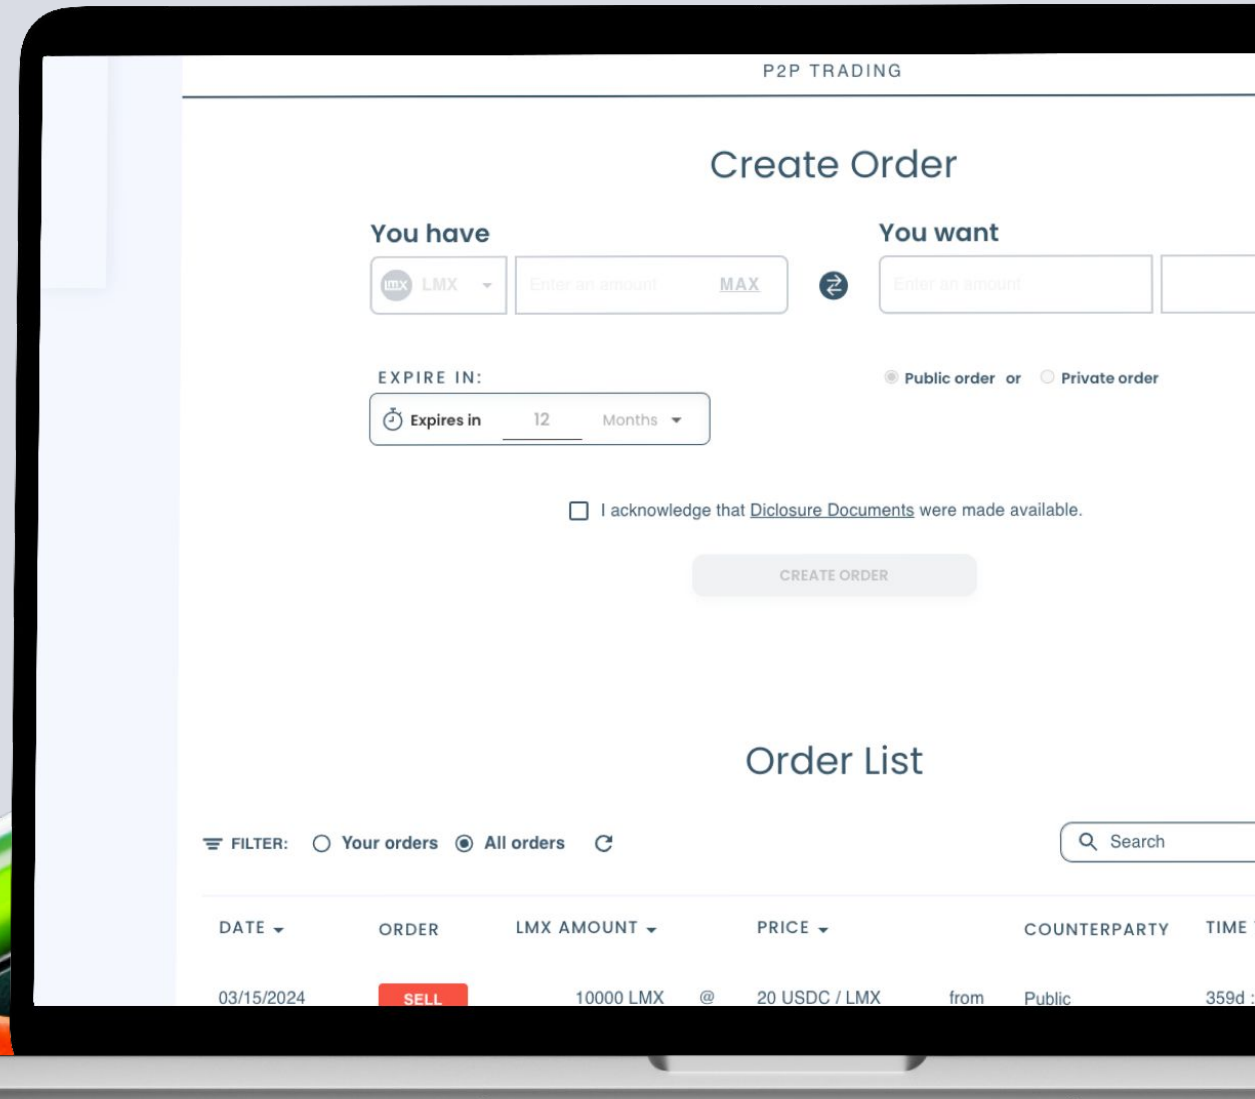 P2P TRADING
Create Order
You have
You want
LMX LMX
Enter an amount MAX
Enter an amount
EXPIRE IN:
Public order or Private order
Expires in 12 Months
I acknowledge that Diclosure Documents were made available.
CREATE ORDER
Order List
FILTER: Your orders All orders
Search
DATE ORDER LMX AMOUNT PRICE COUNTERPARTY TIME
03/15/2024 SELL 10000 LMX @ 20 USDC / LMX from Public 359d :